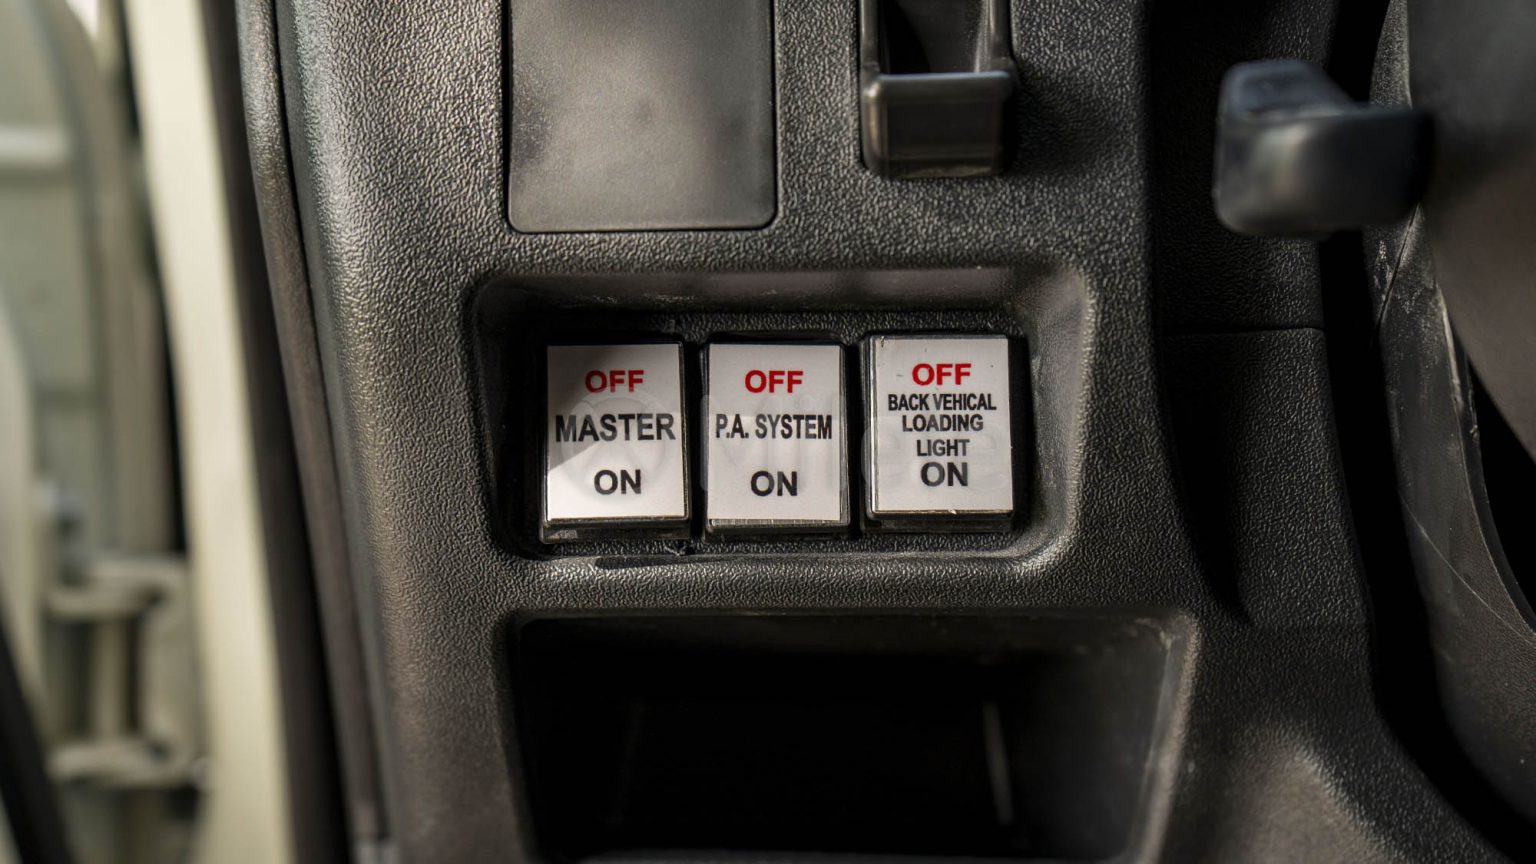 OFF
MASTER
ON
OFF
P.A. SYSTEM
ON
OFF
BACK VEHICAL
LOADING
LIGHT
ON